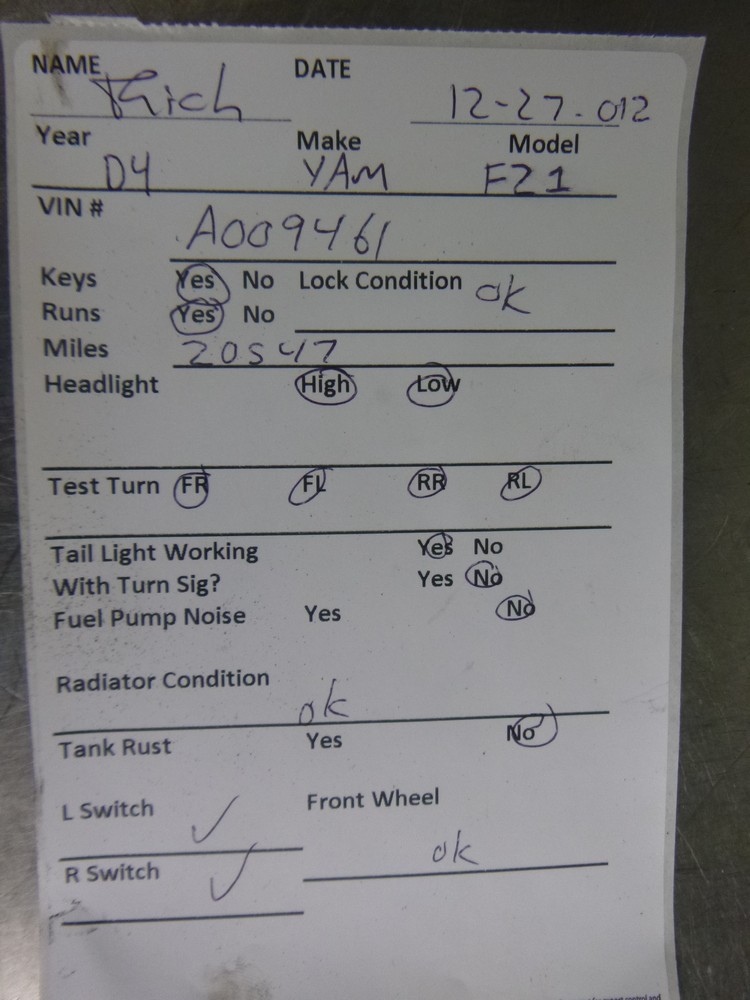 NAME Thich DATE 12-27-012
Year 04 Make YAM Model FZ1
VIN # A009461
Keys Yes No Lock Condition ok
Runs Yes No
Miles 20547
Headlight High Low
Test Turn FR FL RR RL
Tail Light Working Yes No
With Turn Sig? Yes No
Fuel Pump Noise Yes No
Radiator Condition ok
Tank Rust Yes No
L Switch ✓ Front Wheel
R Switch ✓ ok